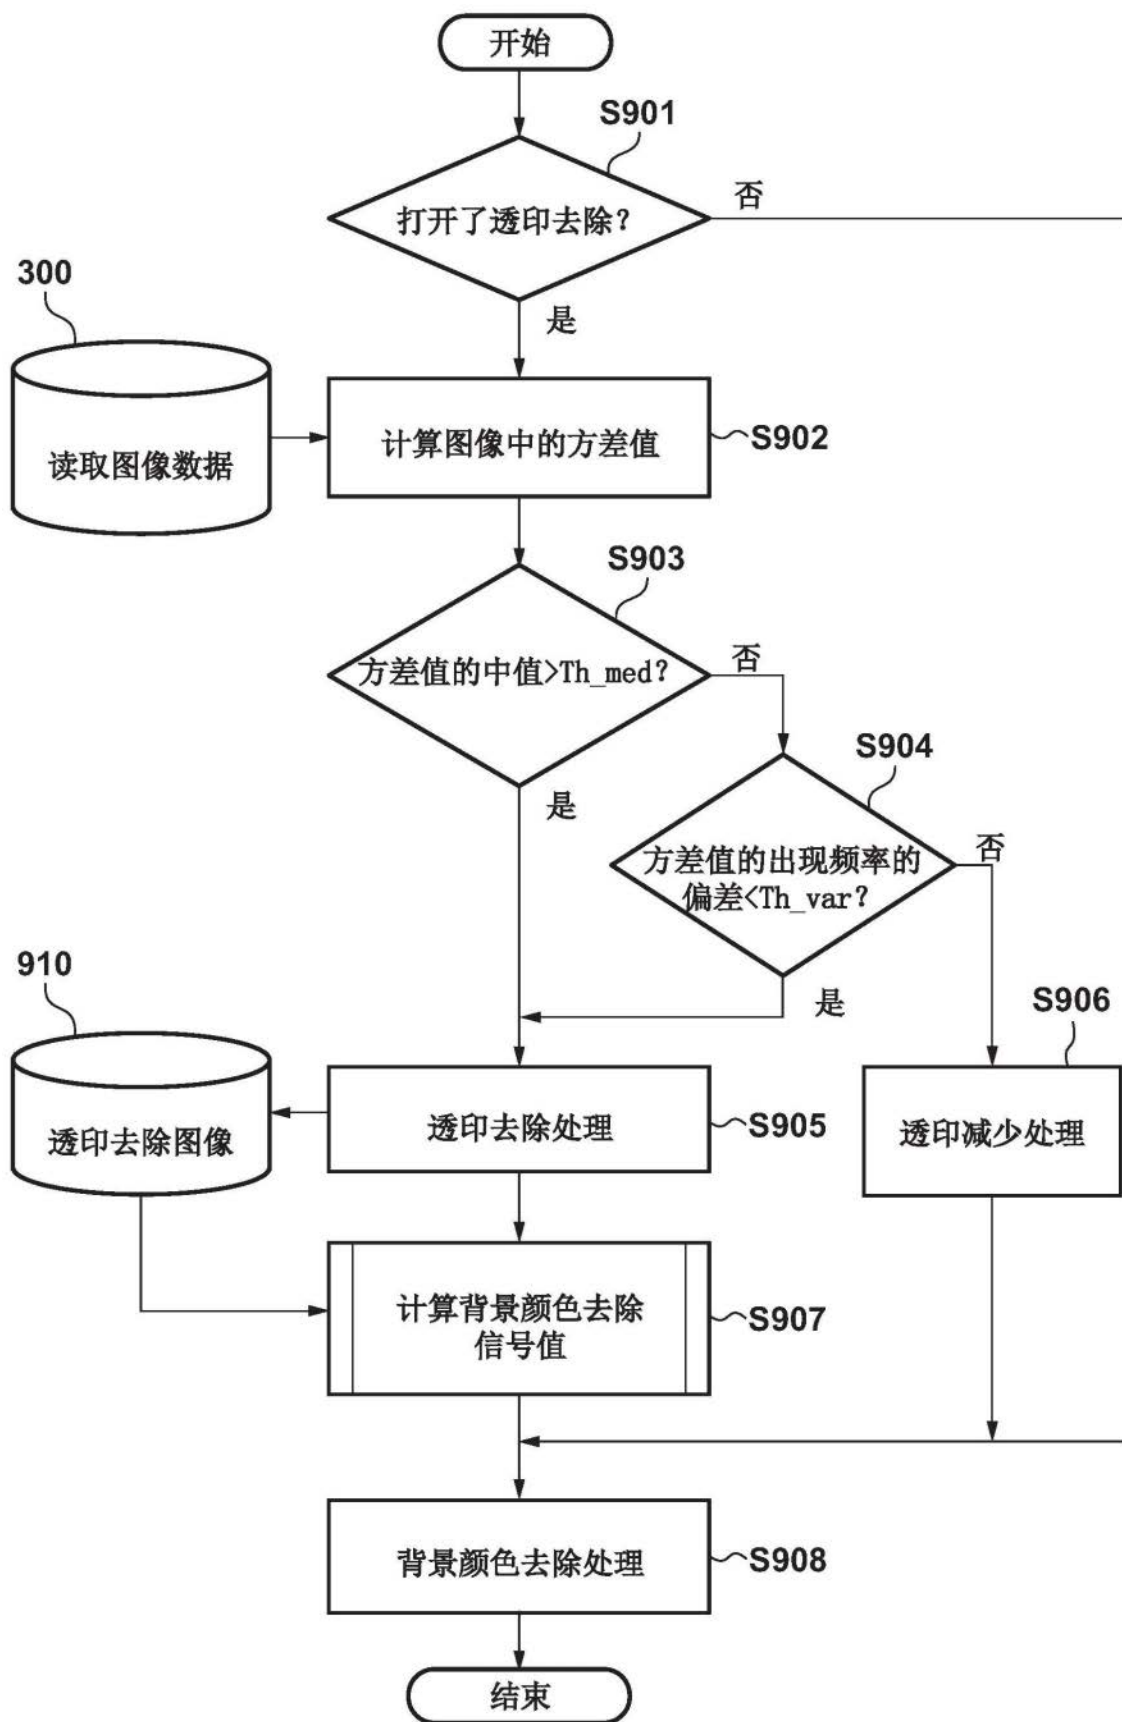 开始
S901
打开了透印去除？
否
是
300
读取图像数据
计算图像中的方差值
S902
S903
方差值的中值>Th_med？
否
是
S904
方差值的出现频率的
偏差<Th_var？
否
是
910
透印去除图像
透印去除处理
S905
S906
透印减少处理
计算背景颜色去除
信号值
S907
背景颜色去除处理
S908
结束